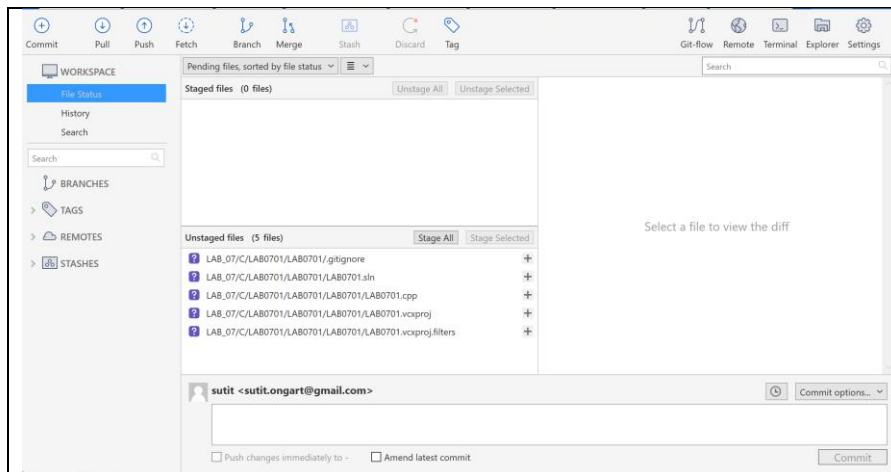 Commit Pull Push Fetch Branch Merge Stash Discard Tag Git-flow Remote Terminal Explorer Settings
WORKSPACE
File Status
History
Search
Search
BRANCHES
TAGS
REMOTES
STASHES
Pending files, sorted by file status
Search
Staged files (0 files) Unstage All Unstage Selected
Unstaged files (5 files) Stage All Stage Selected
LAB_07/C/LAB0701/LAB0701/.gitignore
LAB_07/C/LAB0701/LAB0701/LAB0701.sln
LAB_07/C/LAB0701/LAB0701/LAB0701/LAB0701.cpp
LAB_07/C/LAB0701/LAB0701/LAB0701/LAB0701.vcxproj
LAB_07/C/LAB0701/LAB0701/LAB0701/LAB0701.vcxproj.filters
Select a file to view the diff
sutit <sutit.ongart@gmail.com>
Commit options...
Push changes immediately to - Amend latest commit
Commit